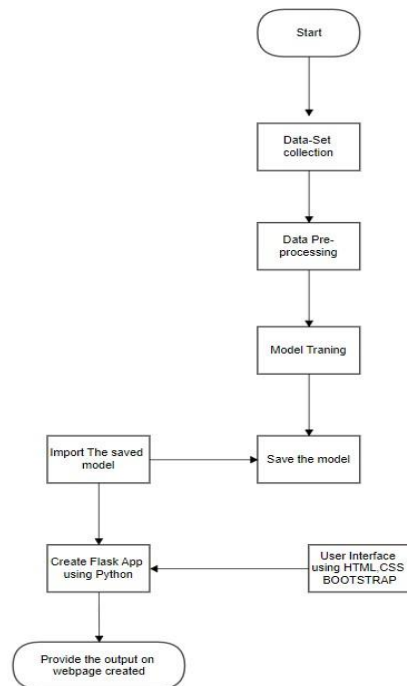 Start
Data-Set
collection
Data Pre-
processing
Model Traning
Import The saved
model
Save the model
Create Flask App
using Python
User Interface
using HTML,CSS
BOOTSTRAP
Provide the output on
webpage created